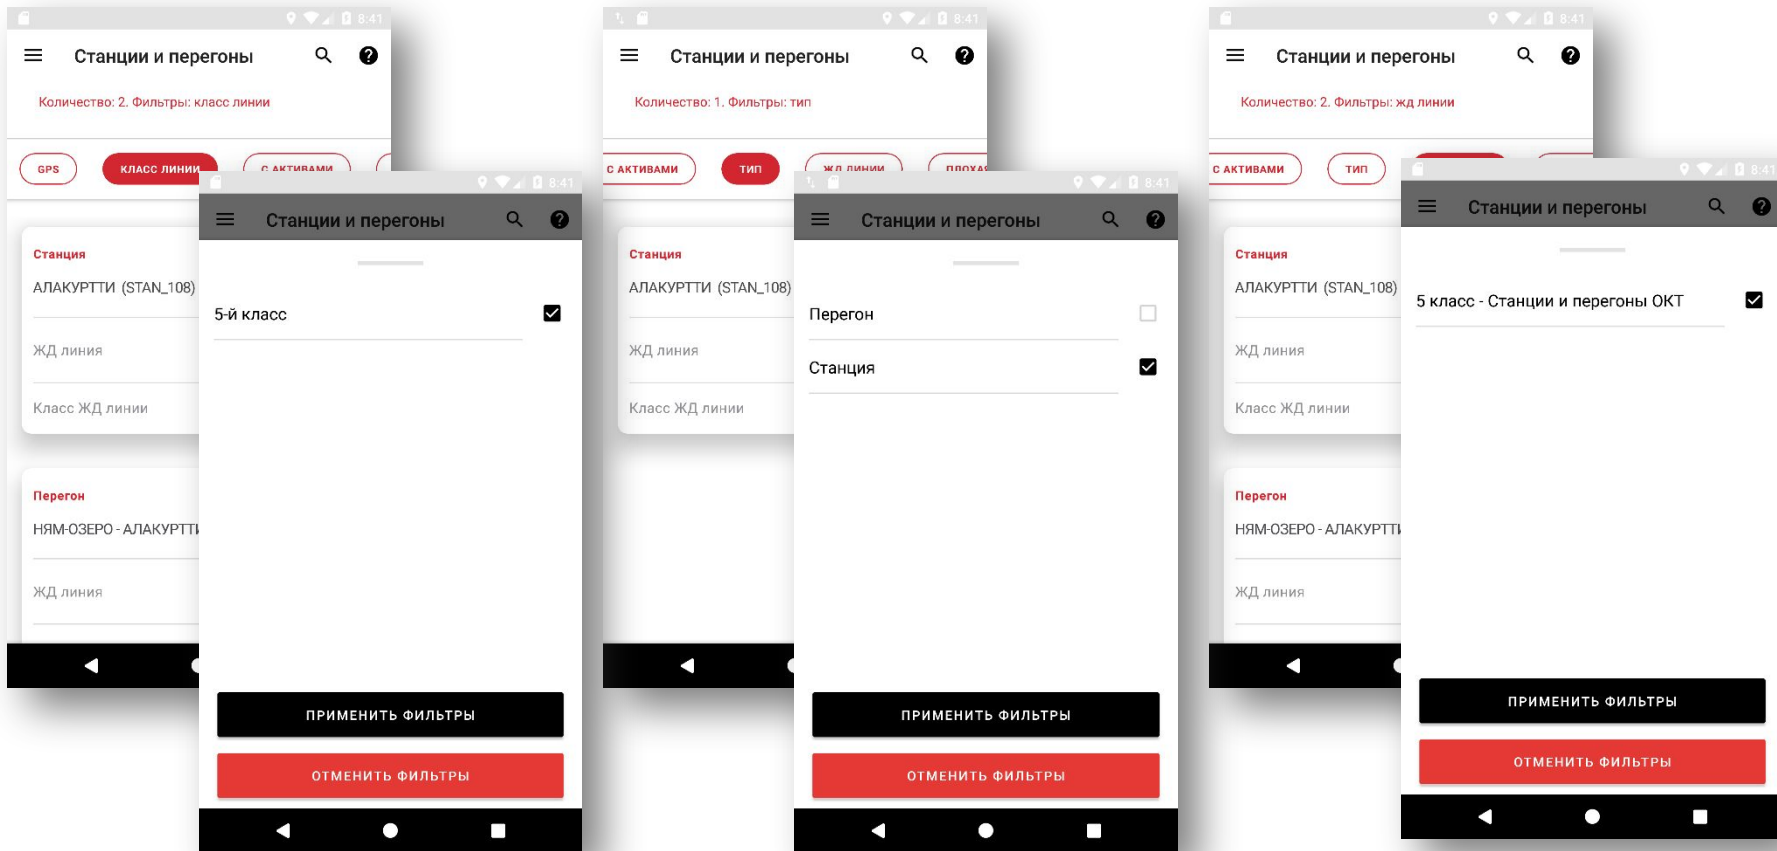 8:41
Станции и перегоны
Количество: 2. Фильтры: класс линии
GPS
КЛАСС ЛИНИИ
С АКТИВАМИ
Станция
АЛАКУРТТИ (STAN_108)
ЖД линия
Класс ЖД линии
Перегон
НЯМ-ОЗЕРО - АЛАКУРТТИ
ЖД линия
8:41
Станции и перегоны
5-й класс
ПРИМЕНИТЬ ФИЛЬТРЫ
ОТМЕНИТЬ ФИЛЬТРЫ
8:41
Станции и перегоны
Количество: 1. Фильтры: тип
С АКТИВАМИ
ТИП
ЖД ЛИНИИ
ПЛОХАЯ
Станция
АЛАКУРТТИ (STAN_108)
ЖД линия
Класс ЖД линии
8:41
Станции и перегоны
Перегон
Станция
ПРИМЕНИТЬ ФИЛЬТРЫ
ОТМЕНИТЬ ФИЛЬТРЫ
8:41
Станции и перегоны
Количество: 2. Фильтры: жд линии
С АКТИВАМИ
ТИП
Станция
АЛАКУРТТИ (STAN_108)
ЖД линия
Класс ЖД линии
Перегон
НЯМ-ОЗЕРО - АЛАКУРТТИ
ЖД линия
8:41
Станции и перегоны
5 класс - Станции и перегоны ОКТ
ПРИМЕНИТЬ ФИЛЬТРЫ
ОТМЕНИТЬ ФИЛЬТРЫ